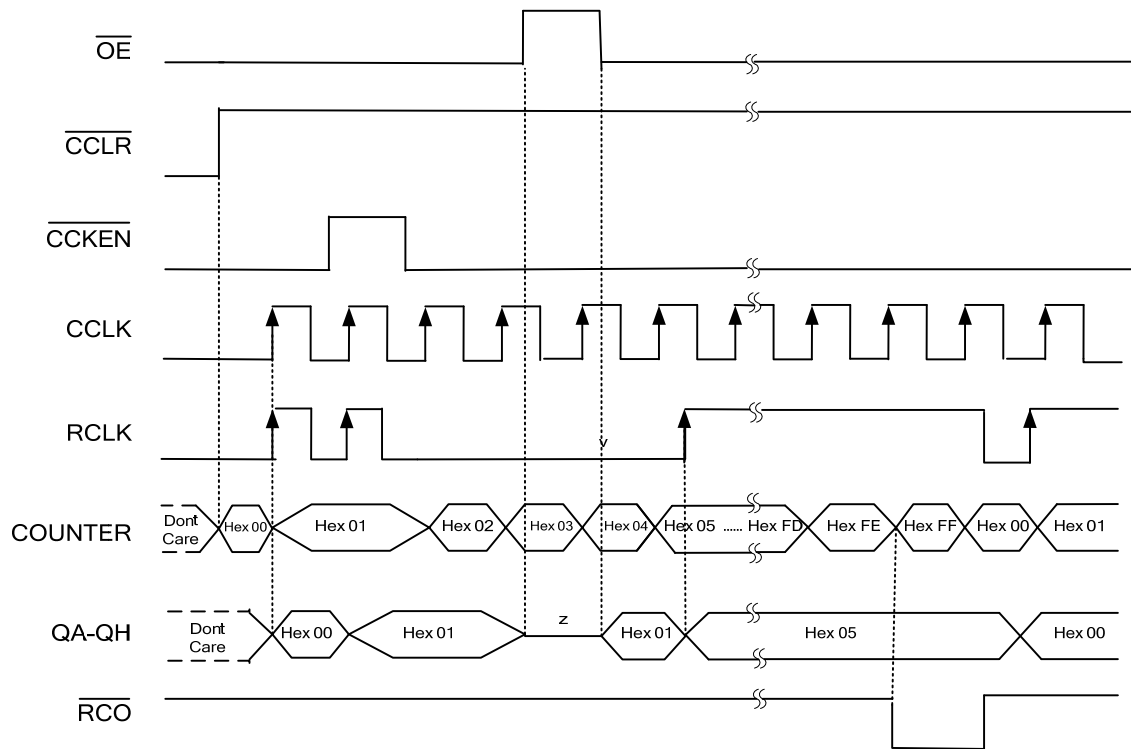 OE
CCLR
CCKEN
CCLK
RCLK
v
COUNTER
Dont
Care
Hex 00
Hex 01
Hex 02
Hex 03
Hex 04
Hex 05 ...... Hex FD
Hex FE
Hex FF
Hex 00
Hex 01
QA-QH
Dont
Care
Hex 00
Hex 01
z
Hex 01
Hex 05
Hex 00
RCO